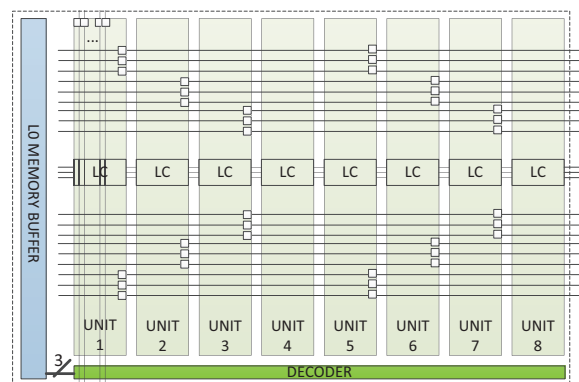 ...
L0 MEMORY BUFFER
LC LC LC LC LC LC LC LC
UNIT UNIT UNIT UNIT UNIT UNIT UNIT UNIT
1 2 3 4 5 6 7 8
3
DECODER